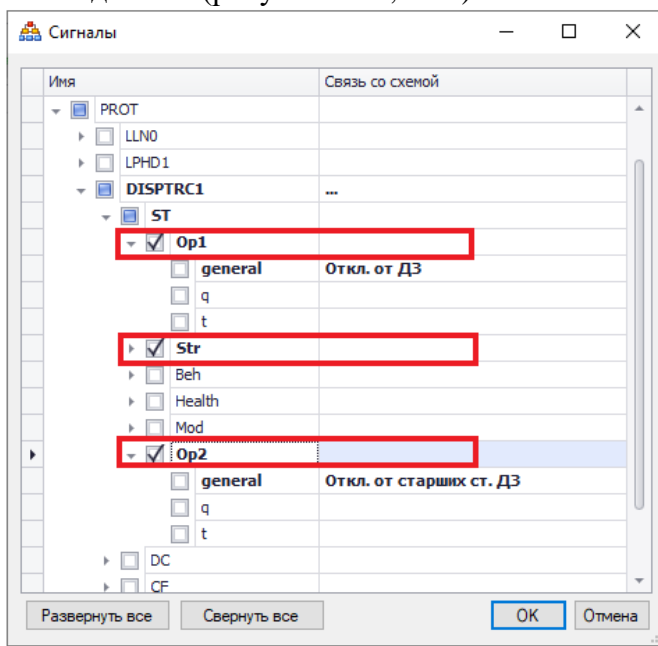 Сигналы
Имя Связь со схемой
PROT
LLN0
LPHD1
DISPTRC1 ...
ST
Op1
general Откл. от ДЗ
q
t
Str
Beh
Health
Mod
Op2
general Откл. от старших ст. ДЗ
q
t
DC
CF
Развернуть все Свернуть все OK Отмена